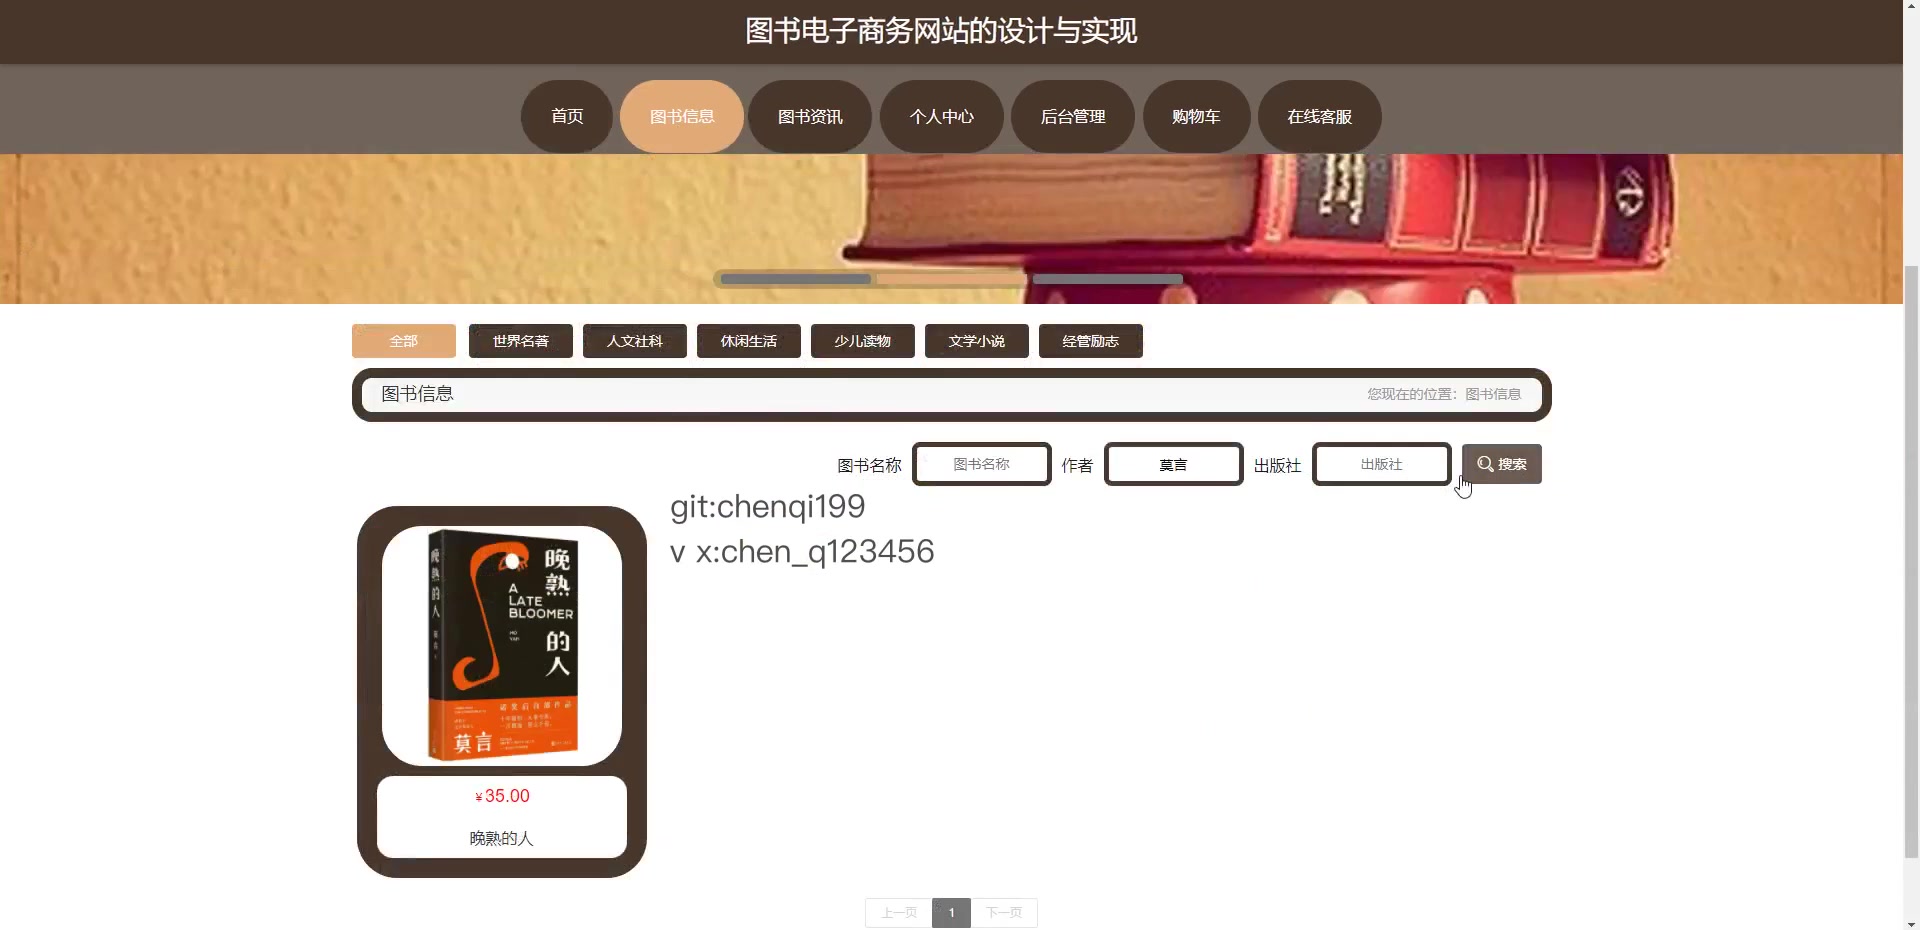 图书电子商务网站的设计与实现
首页 图书信息 图书资讯 个人中心 后台管理 购物车 在线客服
全部 世界名著 人文社科 休闲生活 少儿读物 文学小说 经管励志
图书信息 您现在的位置：图书信息
图书名称 图书名称 作者 莫言 出版社 出版社 搜索
git:chenqi199
v x:chen_q123456
晚熟的人
晚熟的人
A
LATE
BLOOMER
MO
YAN
莫言
¥35.00
晚熟的人
上一页 1 下一页